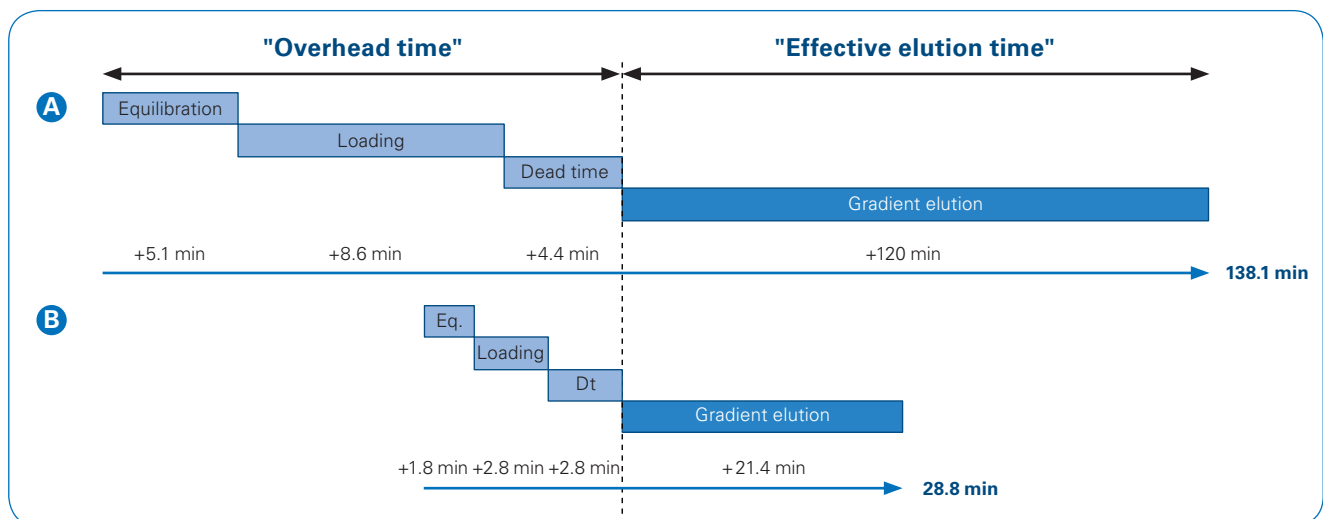 "Overhead time" "Effective elution time"
A
Equilibration
Loading
Dead time
Gradient elution
+5.1 min +8.6 min +4.4 min +120 min
138.1 min
B
Eq.
Loading
Dt
Gradient elution
+1.8 min +2.8 min +2.8 min +21.4 min
28.8 min